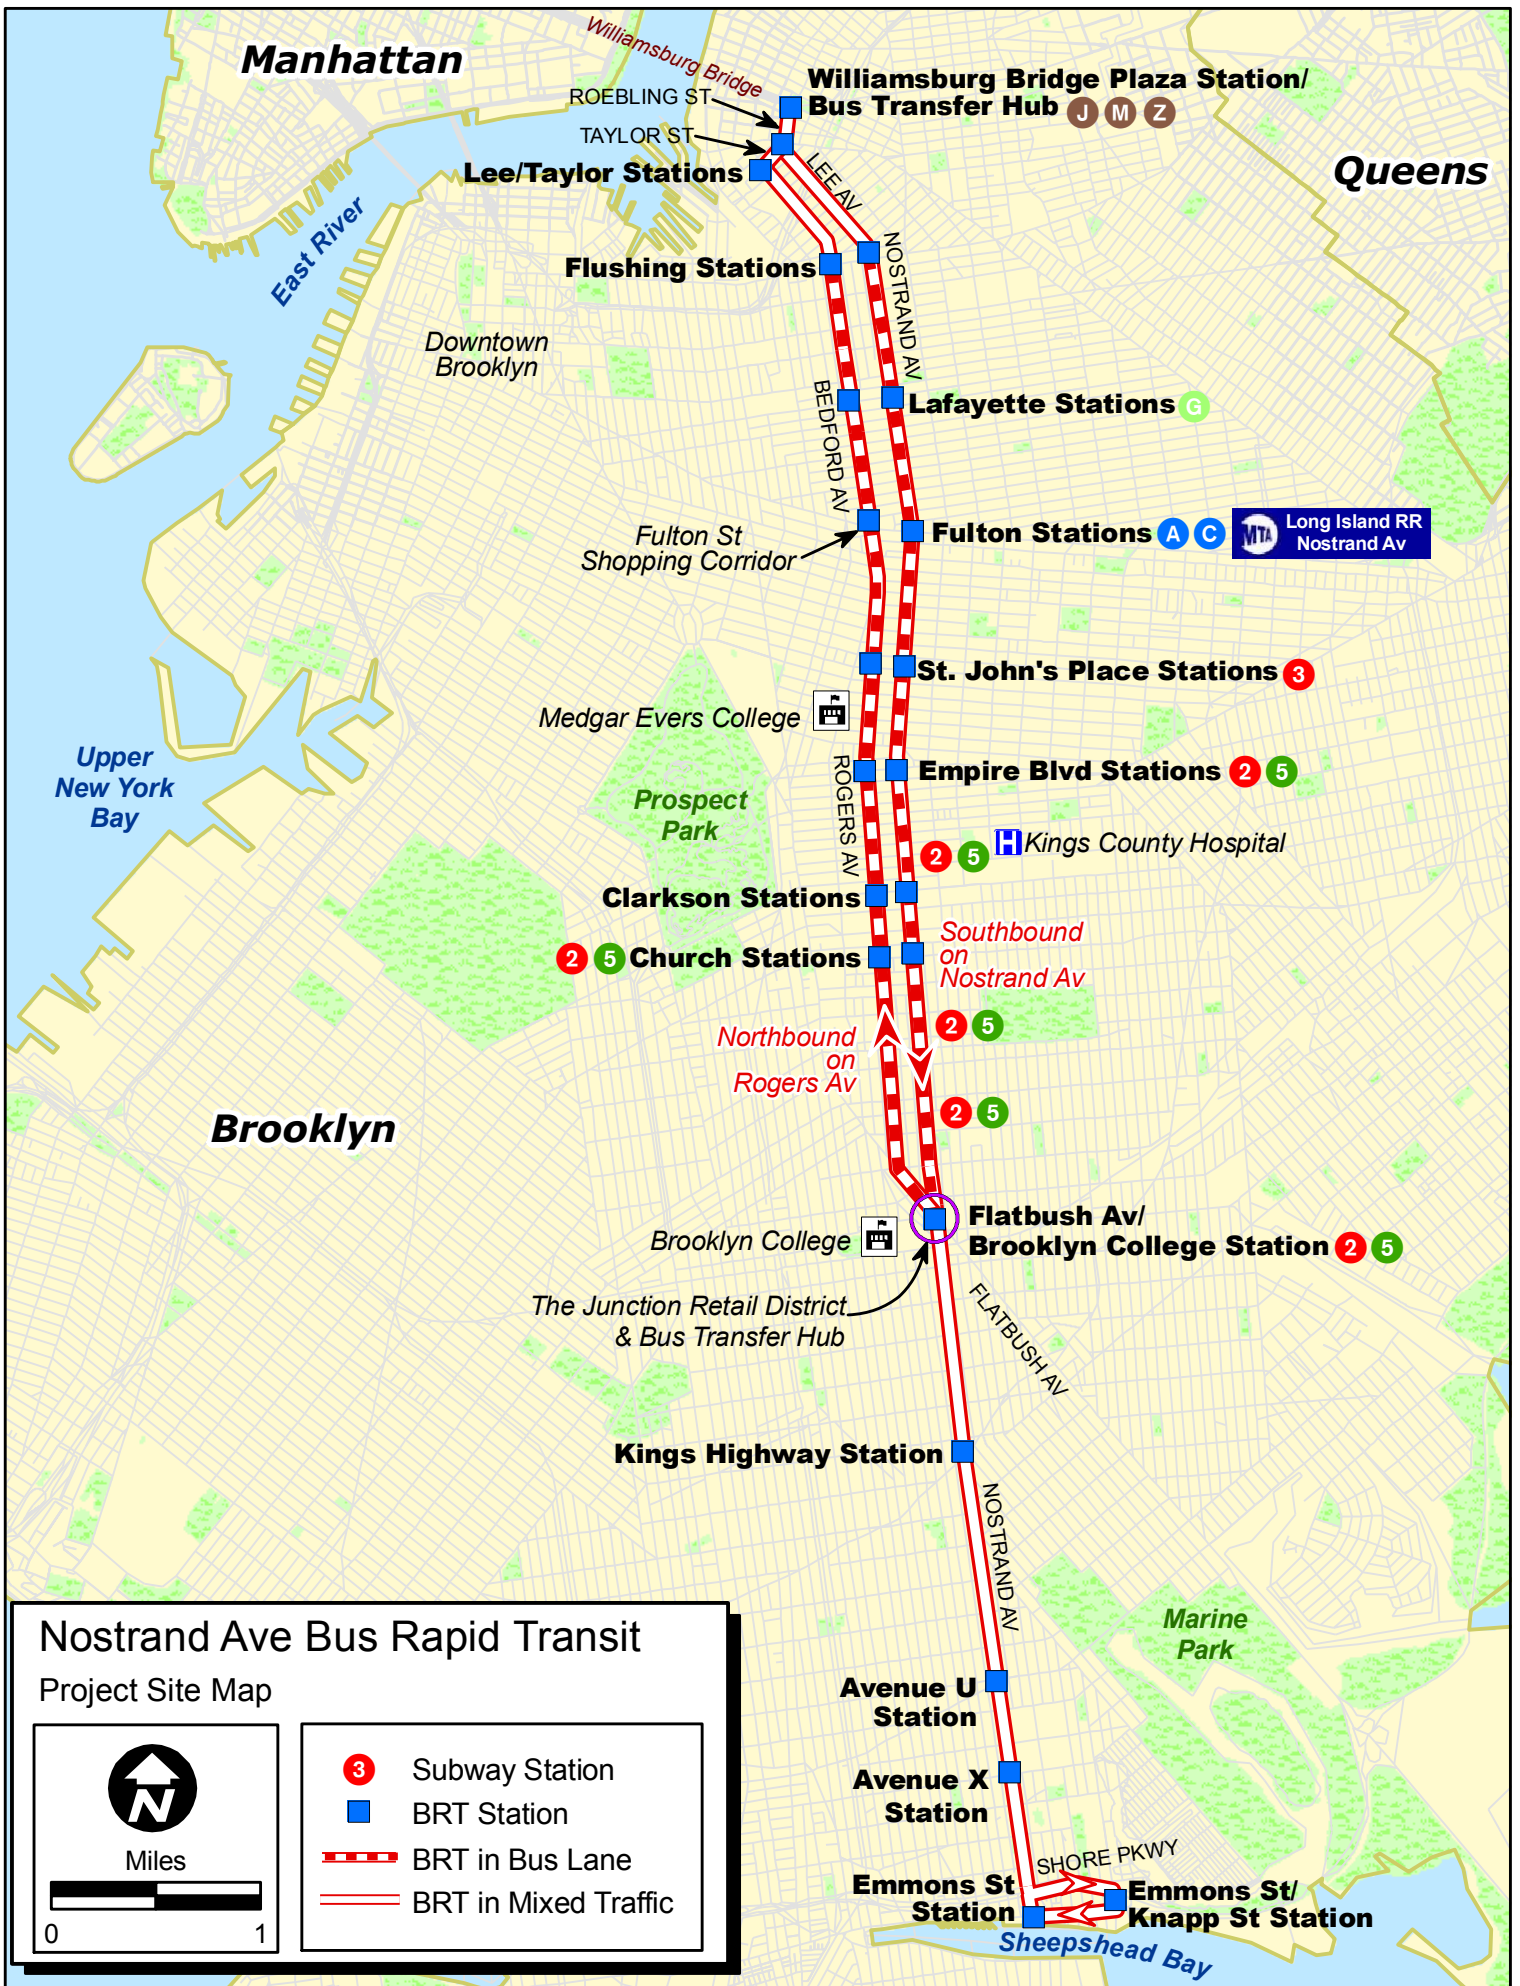 Manhattan
Williamsburg Bridge
Williamsburg Bridge Plaza Station/
Bus Transfer Hub J M Z
ROEBLING ST
TAYLOR ST
Lee/Taylor Stations
LEE AV
Queens
East River
Flushing Stations
NOSTRAND AV
Downtown
Brooklyn
BEDFORD AV
Lafayette Stations G
Fulton St
Shopping Corridor
Fulton Stations A C
MTA
Long Island RR
Nostrand Av
St. John's Place Stations 3
Medgar Evers College
Upper
New York
Bay
ROGERS AV
Empire Blvd Stations 2 5
Prospect
Park
2 5
H Kings County Hospital
Clarkson Stations
2 5 Church Stations
Southbound
on
Nostrand Av
2 5
Northbound
on
Rogers Av
2 5
Brooklyn
Flatbush Av/
Brooklyn College Station 2 5
Brooklyn College
The Junction Retail District
& Bus Transfer Hub
FLATBUSH AV
Kings Highway Station
NOSTRAND AV
Marine
Park
Avenue U
Station
Avenue X
Station
SHORE PKWY
Emmons St
Station
Emmons St/
Knapp St Station
Sheepshead Bay
Nostrand Ave Bus Rapid Transit
Project Site Map
N
Miles
0 1
3 Subway Station
BRT Station
BRT in Bus Lane
BRT in Mixed Traffic